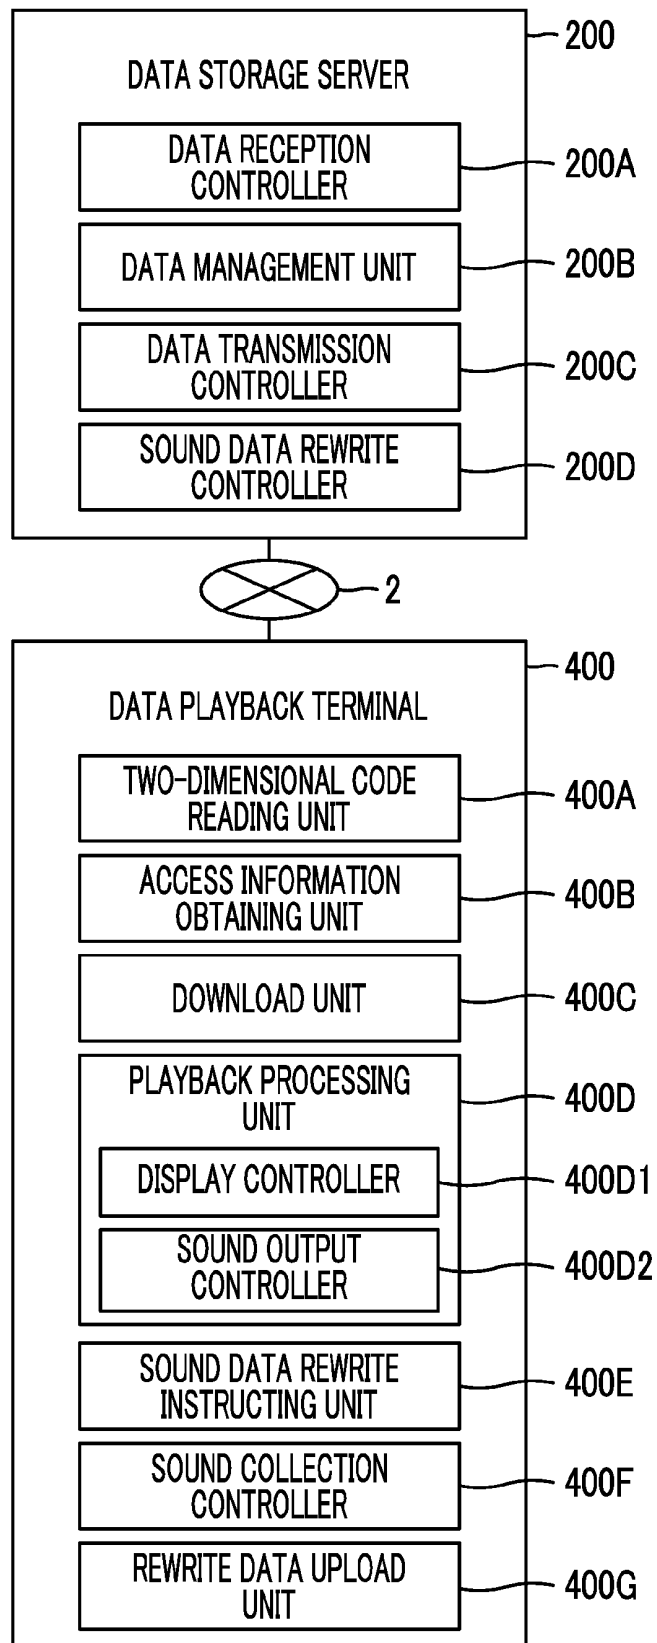 200
DATA STORAGE SERVER
DATA RECEPTION
CONTROLLER
200A
DATA MANAGEMENT UNIT
200B
DATA TRANSMISSION
CONTROLLER
200C
SOUND DATA REWRITE
CONTROLLER
200D
2
400
DATA PLAYBACK TERMINAL
TWO-DIMENSIONAL CODE
READING UNIT
400A
ACCESS INFORMATION
OBTAINING UNIT
400B
DOWNLOAD UNIT
400C
PLAYBACK PROCESSING
UNIT
400D
DISPLAY CONTROLLER
400D1
SOUND OUTPUT
CONTROLLER
400D2
SOUND DATA REWRITE
INSTRUCTING UNIT
400E
SOUND COLLECTION
CONTROLLER
400F
REWRITE DATA UPLOAD
UNIT
400G